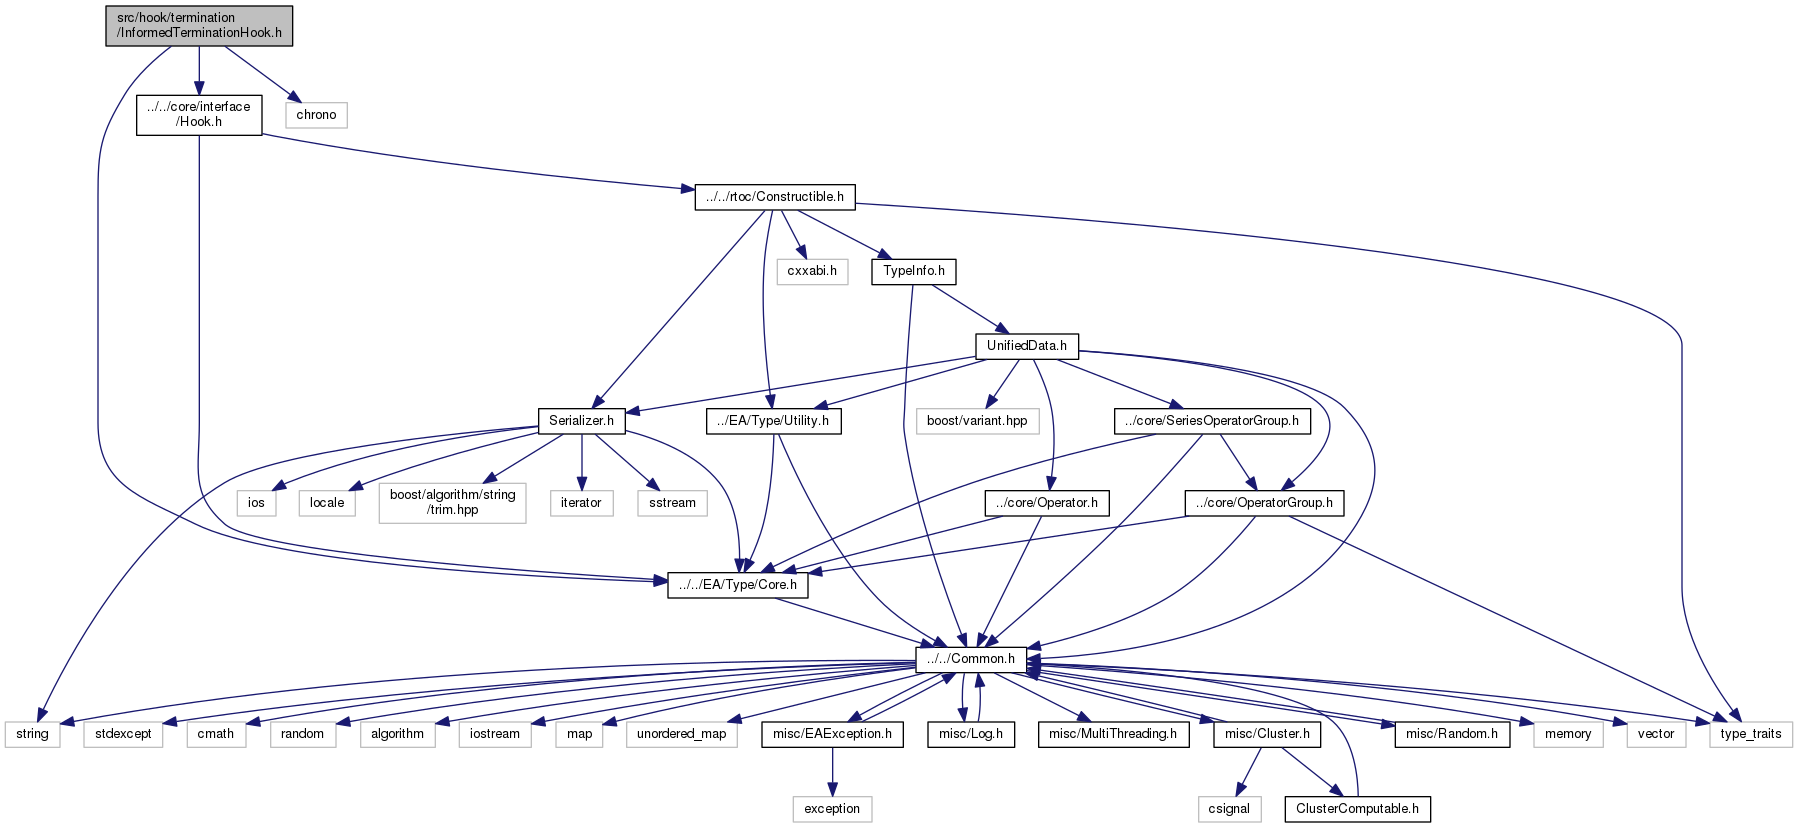 src/hook/termination
/InformedTerminationHook.h
../../core/interface
/Hook.h
chrono
../../rtoc/Constructible.h
cxxabi.h
TypeInfo.h
UnifiedData.h
Serializer.h
../EA/Type/Utility.h
boost/variant.hpp
../core/SeriesOperatorGroup.h
ios
locale
boost/algorithm/string
/trim.hpp
iterator
sstream
../core/Operator.h
../core/OperatorGroup.h
../../EA/Type/Core.h
../../Common.h
string
stdexcept
cmath
random
algorithm
iostream
map
unordered_map
misc/EAException.h
misc/Log.h
misc/MultiThreading.h
misc/Cluster.h
misc/Random.h
memory
vector
type_traits
exception
csignal
ClusterComputable.h